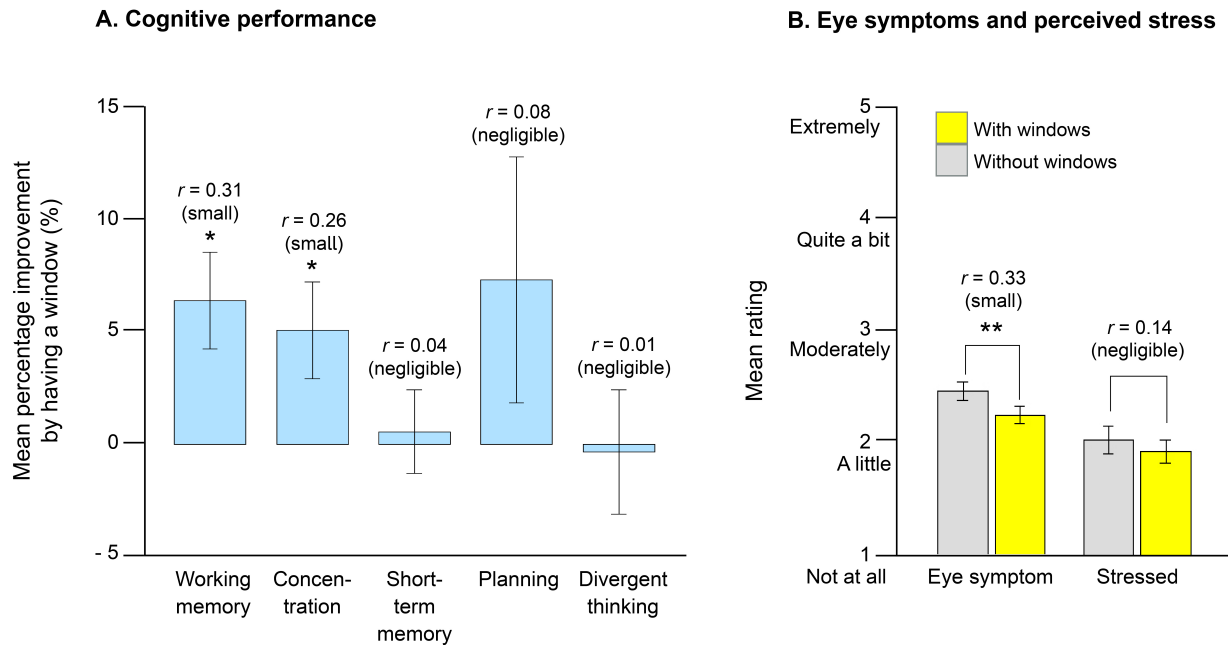 A. Cognitive performance
Mean percentage improvement
by having a window (%)
15
10
5
0
- 5
r = 0.31
(small)
*
r = 0.26
(small)
*
r = 0.04
(negligible)
r = 0.08
(negligible)
r = 0.01
(negligible)
Working
memory
Concen-
tration
Short-
term
memory
Planning
Divergent
thinking
B. Eye symptoms and perceived stress
Mean rating
5
Extremely
4
Quite a bit
3
Moderately
2
A little
1
Not at all
With windows
Without windows
r = 0.33
(small)
**
r = 0.14
(negligible)
Eye symptom
Stressed